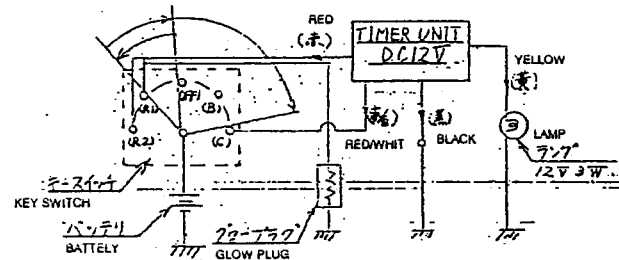 RED
(赤)
TIMER UNIT
D.C12V
YELLOW
(黄)
(R1)
OFF
(B)
(R2)
(C)
(赤白)
RED/WHIT
(黒)
BLACK
3
LAMP
ランプ
12V 3W
キースイッチ
KEY SWITCH
バッテリ
BATTELY
グロープラグ
GLOW PLUG